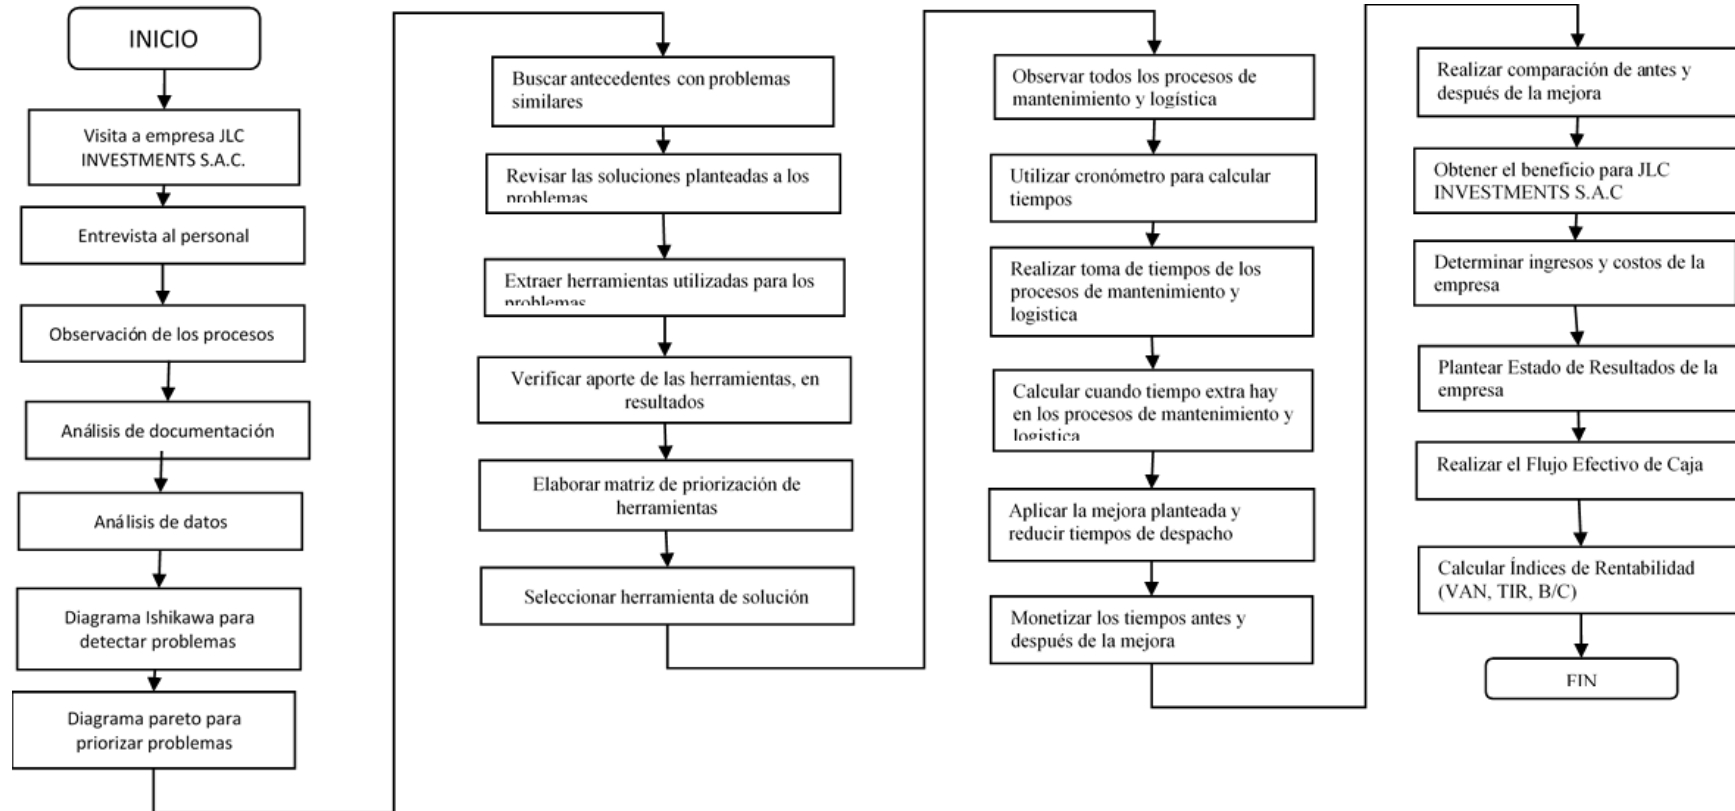 INICIO
Visita a empresa JLC
INVESTMENTS S.A.C.
Entrevista al personal
Observación de los procesos
Análisis de documentación
Análisis de datos
Diagrama Ishikawa para
detectar problemas
Diagrama pareto para
priorizar problemas
Buscar antecedentes con problemas
similares
Revisar las soluciones planteadas a los
problemas
Extraer herramientas utilizadas para los
problemas
Verificar aporte de las herramientas, en
resultados
Elaborar matriz de priorización de
herramientas
Seleccionar herramienta de solución
Observar todos los procesos de
mantenimiento y logística
Utilizar cronómetro para calcular
tiempos
Realizar toma de tiempos de los
procesos de mantenimiento y
logistica
Calcular cuando tiempo extra hay
en los procesos de mantenimiento y
logistica
Aplicar la mejora planteada y
reducir tiempos de despacho
Monetizar los tiempos antes y
después de la mejora
Realizar comparación de antes y
después de la mejora
Obtener el beneficio para JLC
INVESTMENTS S.A.C
Determinar ingresos y costos de la
empresa
Plantear Estado de Resultados de la
empresa
Realizar el Flujo Efectivo de Caja
Calcular Índices de Rentabilidad
(VAN, TIR, B/C)
FIN